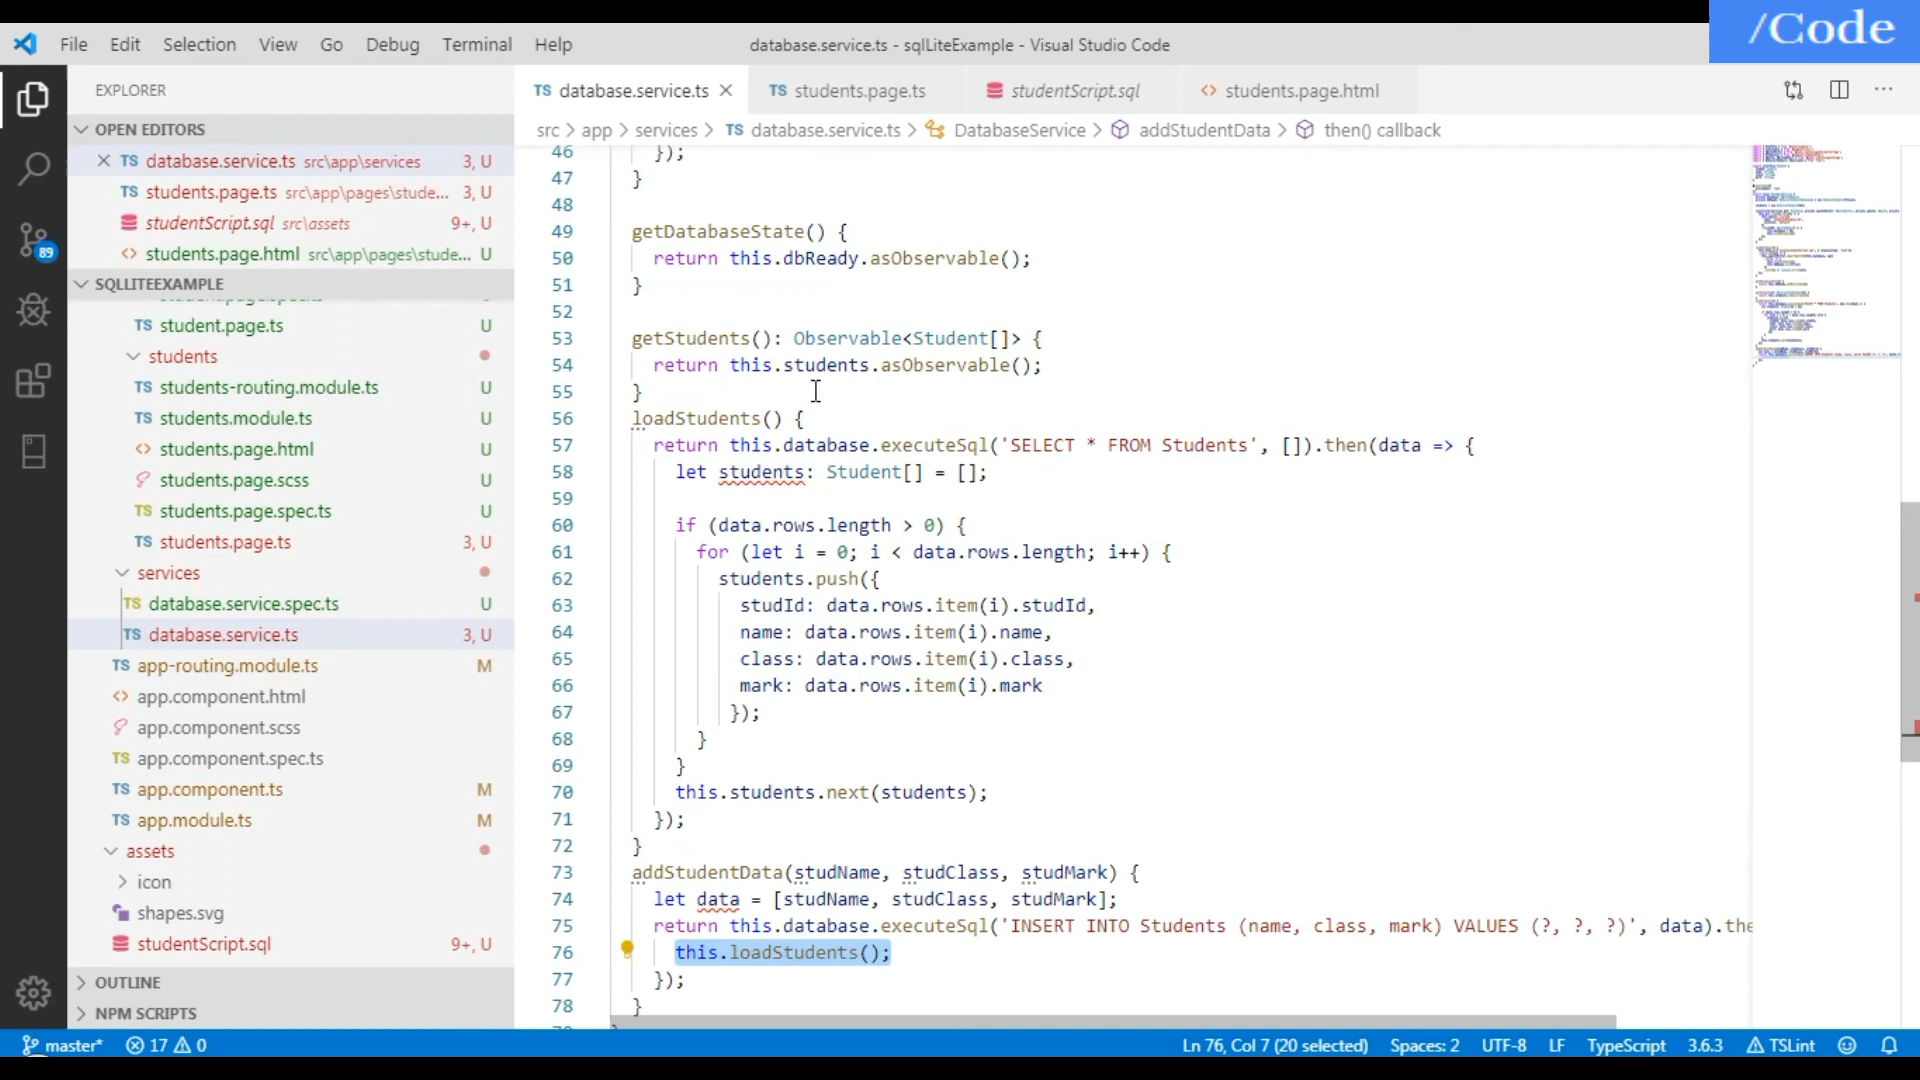 /Code
File Edit Selection View Go Debug Terminal Help
database.service.ts - sqlLiteExample - Visual Studio Code
EXPLORER
OPEN EDITORS
TS database.service.ts src\app\services 3, U
TS students.page.ts src\app\pages\stude... 3, U
studentScript.sql src\assets 9+, U
<> students.page.html src\app\pages\stude... U
SQLLITEEXAMPLE
TS student.page.ts U
students
TS students-routing.module.ts U
TS students.module.ts U
<> students.page.html U
students.page.scss U
TS students.page.spec.ts U
TS students.page.ts 3, U
services
TS database.service.spec.ts U
TS database.service.ts 3, U
TS app-routing.module.ts M
<> app.component.html
app.component.scss
TS app.component.spec.ts
TS app.component.ts M
TS app.module.ts M
assets
icon
shapes.svg
studentScript.sql 9+, U
OUTLINE
NPM SCRIPTS
89
TS database.service.ts
TS students.page.ts
studentScript.sql
<> students.page.html
src > app > services > TS database.service.ts > DatabaseService > addStudentData > then() callback
46 });
47 }
48
49 getDatabaseState() {
50 return this.dbReady.asObservable();
51 }
52
53 getStudents(): Observable<Student[]> {
54 return this.students.asObservable();
55 }
56 loadStudents() {
57 return this.database.executeSql('SELECT * FROM Students', []).then(data => {
58 let students: Student[] = [];
59
60 if (data.rows.length > 0) {
61 for (let i = 0; i < data.rows.length; i++) {
62 students.push({
63 studId: data.rows.item(i).studId,
64 name: data.rows.item(i).name,
65 class: data.rows.item(i).class,
66 mark: data.rows.item(i).mark
67 });
68 }
69 }
70 this.students.next(students);
71 });
72 }
73 addStudentData(studName, studClass, studMark) {
74 let data = [studName, studClass, studMark];
75 return this.database.executeSql('INSERT INTO Students (name, class, mark) VALUES (?, ?, ?)', data).the
76 this.loadStudents();
77 });
78 }
master* 17 0
Ln 76, Col 7 (20 selected) Spaces: 2 UTF-8 LF TypeScript 3.6.3 TSLint